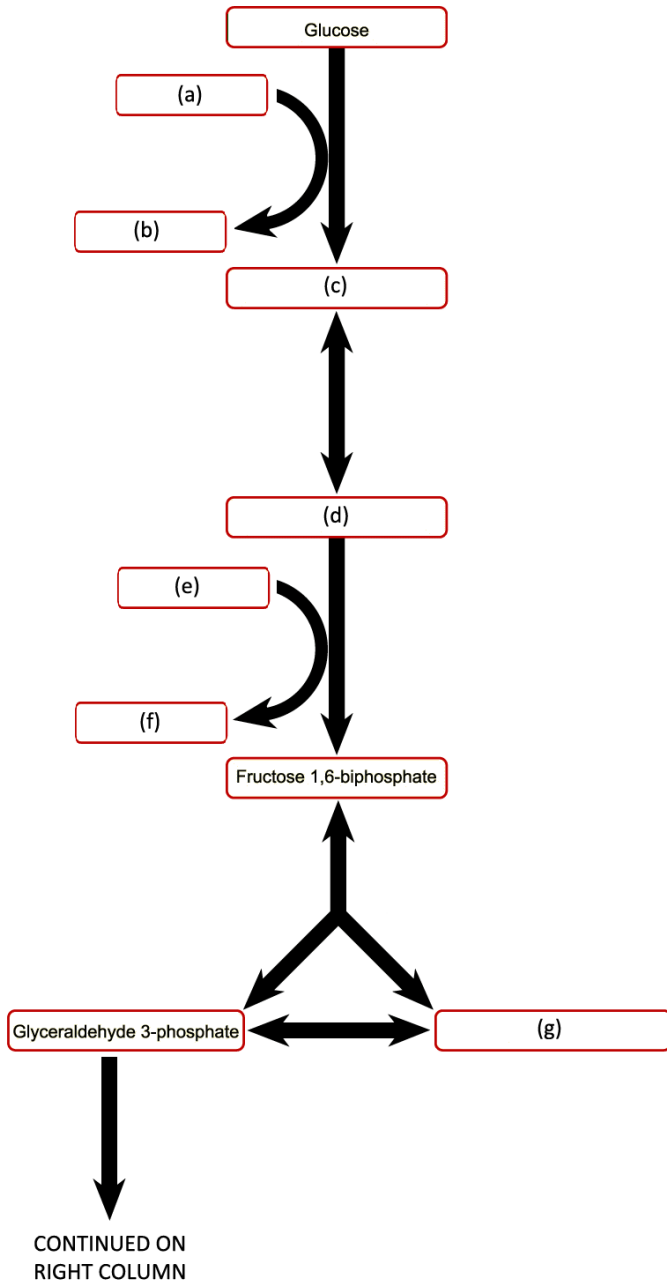 Glucose
(a)
(b)
(c)
(d)
(e)
(f)
Fructose 1,6-biphosphate
Glyceraldehyde 3-phosphate
(g)
CONTINUED ON
RIGHT COLUMN